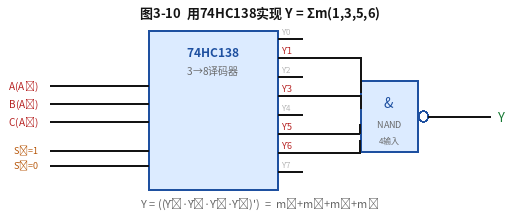 图3-10 用74HC138实现 Y = Σm(1,3,5,6)
74HC138
3→8译码器
A(A□)
B(A□)
C(A□)
S□=1
S□=0
Y0
Y1
Y2
Y3
Y4
Y5
Y6
Y7
&
NAND
4输入
Y
Y = ((Y□·Y□·Y□·Y□)') = m□+m□+m□+m□